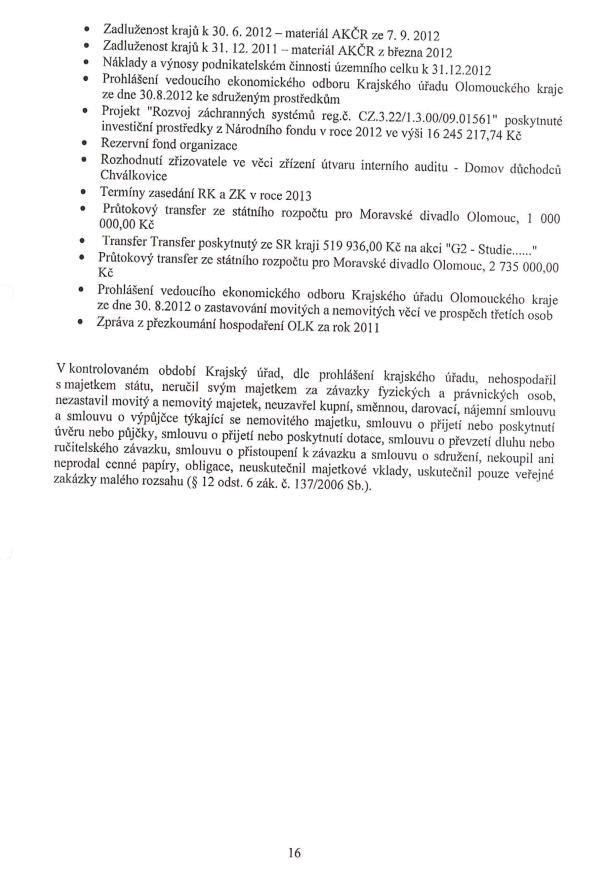 • Zadluženost krajů k 30. 6. 2012 – materiál AKČR ze 7. 9. 2012
• Zadluženost krajů k 31. 12. 2011 – materiál AKČR z března 2012
• Náklady a výnosy podnikatelském činnosti územního celku k 31.12.2012
• Prohlášení vedoucího ekonomického odboru Krajského úřadu Olomouckého kraje
ze dne 30.8.2012 ke sdruženým prostředkům
• Projekt "Rozvoj záchranných systémů reg.č. CZ.3.22/1.3.00/09.01561" poskytnuté
investiční prostředky z Národního fondu v roce 2012 ve výši 16 245 217,74 Kč
• Rezervní fond organizace
• Rozhodnutí zřizovatele ve věci zřízení útvaru interního auditu - Domov důchodců
Chválkovice
• Termíny zasedání RK a ZK v roce 2013
• Průtokový transfer ze státního rozpočtu pro Moravské divadlo Olomouc, 1 000
000,00 Kč
• Transfer Transfer poskytnutý ze SR kraji 519 936,00 Kč na akci "G2 - Studie......"
• Průtokový transfer ze státního rozpočtu pro Moravské divadlo Olomouc, 2 735 000,00
Kč
• Prohlášení vedoucího ekonomického odboru Krajského úřadu Olomouckého kraje
ze dne 30. 8.2012 o zastavování movitých a nemovitých věcí ve prospěch třetích osob
• Zpráva z přezkoumání hospodaření OLK za rok 2011
V kontrolovaném období Krajský úřad, dle prohlášení krajského úřadu, nehospodařil
s majetkem státu, neručil svým majetkem za závazky fyzických a právnických osob,
nezastavil movitý a nemovitý majetek, neuzavřel kupní, směnnou, darovací, nájemní smlouvu
a smlouvu o výpůjčce týkající se nemovitého majetku, smlouvu o přijetí nebo poskytnutí
úvěru nebo půjčky, smlouvu o přijetí nebo poskytnutí dotace, smlouvu o převzetí dluhu nebo
ručitelského závazku, smlouvu o přistoupení k závazku a smlouvu o sdružení, nekoupil ani
neprodal cenné papíry, obligace, neuskutečnil majetkové vklady, uskutečnil pouze veřejné
zakázky malého rozsahu (§ 12 odst. 6 zák. č. 137/2006 Sb.).
16